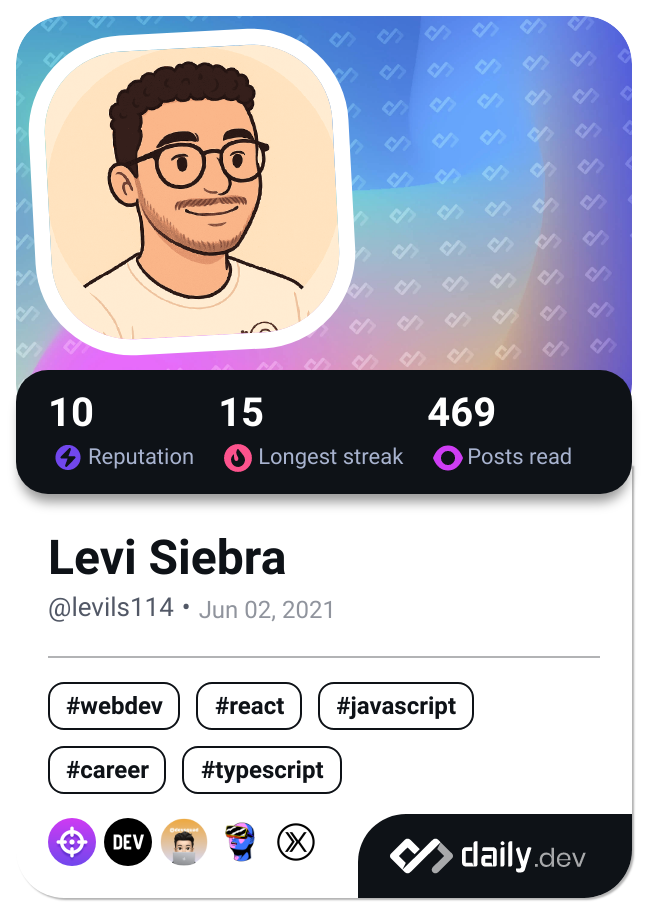 10 15 469
Reputation Longest streak Posts read
Levi Siebra
@levils114 • Jun 02, 2021
#webdev #react #javascript
#career #typescript
DEV
daily.dev